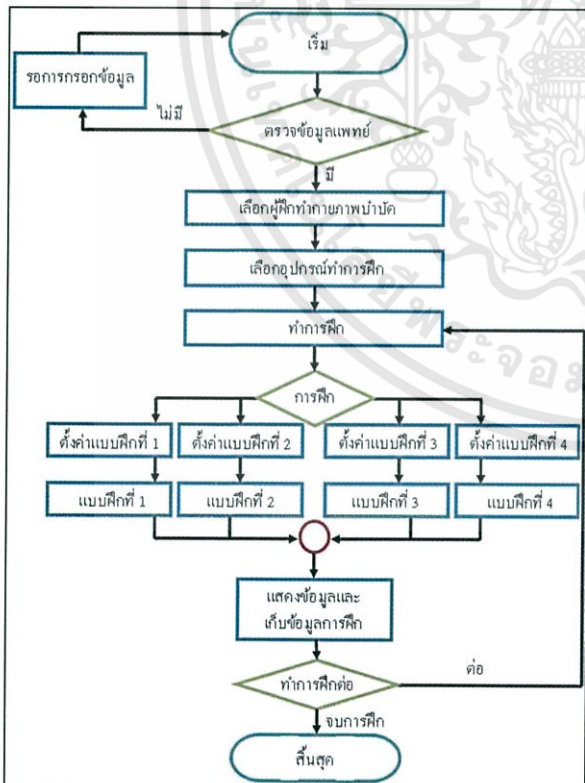 เริ่ม
รอการกรอกข้อมูล
ไม่มี
ตรวจข้อมูลแพทย์
มี
เลือกผู้ฝึกทำกายภาพบำบัด
เลือกอุปกรณ์ทำการฝึก
ทำการฝึก
การฝึก
ตั้งค่าแบบฝึกที่ 1
ตั้งค่าแบบฝึกที่ 2
ตั้งค่าแบบฝึกที่ 3
ตั้งค่าแบบฝึกที่ 4
แบบฝึกที่ 1
แบบฝึกที่ 2
แบบฝึกที่ 3
แบบฝึกที่ 4
แสดงข้อมูลและ
เก็บข้อมูลการฝึก
ต่อ
ทำการฝึกต่อ
จบการฝึก
สิ้นสุด